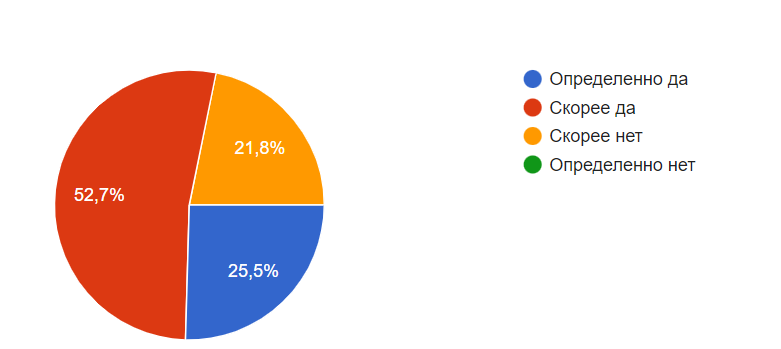 21,8%
52,7%
25,5%
Определенно да
Скорее да
Скорее нет
Определенно нет